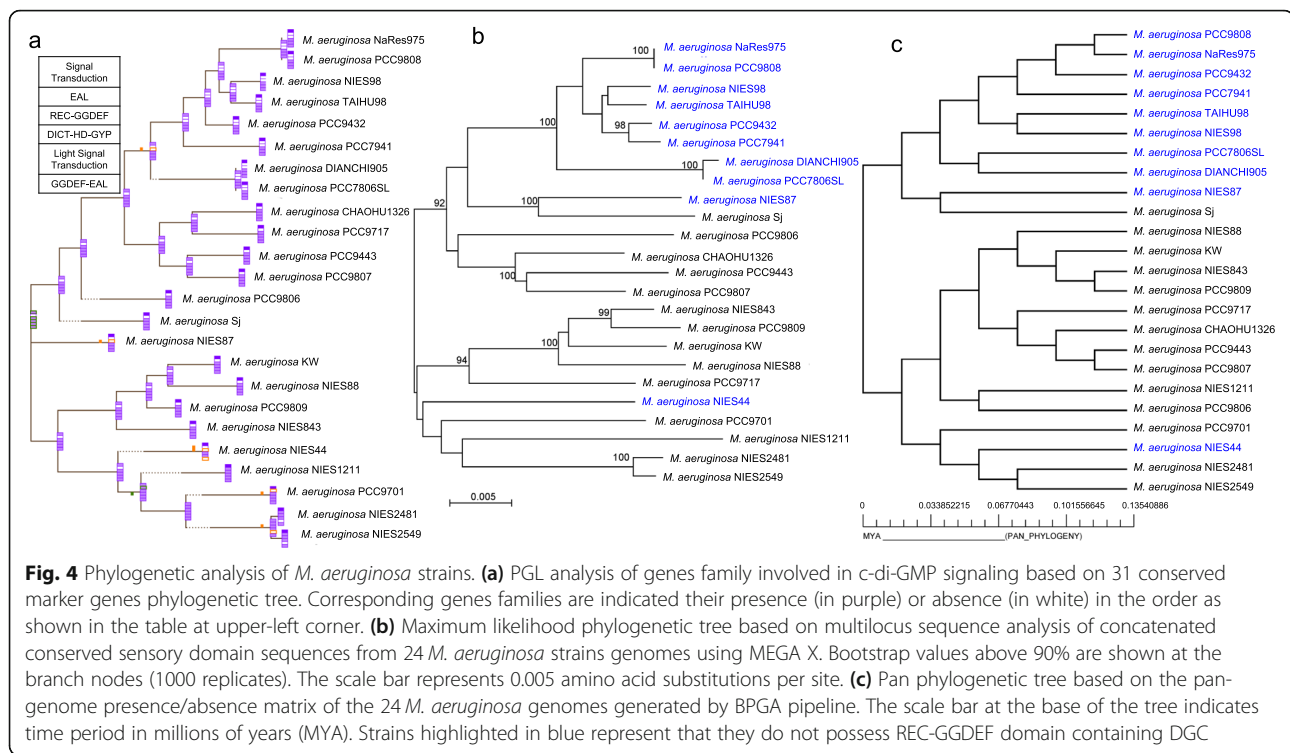 a
Signal
Transduction
EAL
REC-GGDEF
DICT-HD-GYP
Light Signal
Transduction
GGDEF-EAL
M. aeruginosa NaRes975
M. aeruginosa PCC9808
M. aeruginosa NIES98
M. aeruginosa TAIHU98
M. aeruginosa PCC9432
M. aeruginosa PCC7941
M. aeruginosa DIANCHI905
M. aeruginosa PCC7806SL
M. aeruginosa CHAOHU1326
M. aeruginosa PCC9717
M. aeruginosa PCC9443
M. aeruginosa PCC9807
M. aeruginosa PCC9806
M. aeruginosa Sj
M. aeruginosa NIES87
M. aeruginosa KW
M. aeruginosa NIES88
M. aeruginosa PCC9809
M. aeruginosa NIES843
M. aeruginosa NIES44
M. aeruginosa NIES1211
M. aeruginosa PCC9701
M. aeruginosa NIES2481
M. aeruginosa NIES2549
b
100
M. aeruginosa NaRes975
M. aeruginosa PCC9808
M. aeruginosa NIES98
M. aeruginosa TAIHU98
100
98
M. aeruginosa PCC9432
M. aeruginosa PCC7941
100
M. aeruginosa DIANCHI905
M. aeruginosa PCC7806SL
92
100
M. aeruginosa NIES87
M. aeruginosa Sj
M. aeruginosa PCC9806
M. aeruginosa CHAOHU1326
100
M. aeruginosa PCC9443
M. aeruginosa PCC9807
99
M. aeruginosa NIES843
M. aeruginosa PCC9809
100
M. aeruginosa KW
M. aeruginosa NIES88
94
M. aeruginosa PCC9717
M. aeruginosa NIES44
M. aeruginosa PCC9701
M. aeruginosa NIES1211
100
M. aeruginosa NIES2481
M. aeruginosa NIES2549
0.005
c
M. aeruginosa PCC9808
M. aeruginosa NaRes975
M. aeruginosa PCC9432
M. aeruginosa PCC7941
M. aeruginosa TAIHU98
M. aeruginosa NIES98
M. aeruginosa PCC7806SL
M. aeruginosa DIANCHI905
M. aeruginosa NIES87
M. aeruginosa Sj
M. aeruginosa NIES88
M. aeruginosa KW
M. aeruginosa NIES843
M. aeruginosa PCC9809
M. aeruginosa PCC9717
M. aeruginosa CHAOHU1326
M. aeruginosa PCC9443
M. aeruginosa PCC9807
M. aeruginosa NIES1211
M. aeruginosa PCC9806
M. aeruginosa PCC9701
M. aeruginosa NIES44
M. aeruginosa NIES2481
M. aeruginosa NIES2549
0 0.033852215 0.06770443 0.101556645 0.13540886
MYA ____________________(PAN_PHYLOGENY)
Fig. 4 Phylogenetic analysis of M. aeruginosa strains. (a) PGL analysis of genes family involved in c-di-GMP signaling based on 31 conserved
marker genes phylogenetic tree. Corresponding genes families are indicated their presence (in purple) or absence (in white) in the order as
shown in the table at upper-left corner. (b) Maximum likelihood phylogenetic tree based on multilocus sequence analysis of concatenated
conserved sensory domain sequences from 24 M. aeruginosa strains genomes using MEGA X. Bootstrap values above 90% are shown at the
branch nodes (1000 replicates). The scale bar represents 0.005 amino acid substitutions per site. (c) Pan phylogenetic tree based on the pan-
genome presence/absence matrix of the 24 M. aeruginosa genomes generated by BPGA pipeline. The scale bar at the base of the tree indicates
time period in millions of years (MYA). Strains highlighted in blue represent that they do not possess REC-GGDEF domain containing DGC